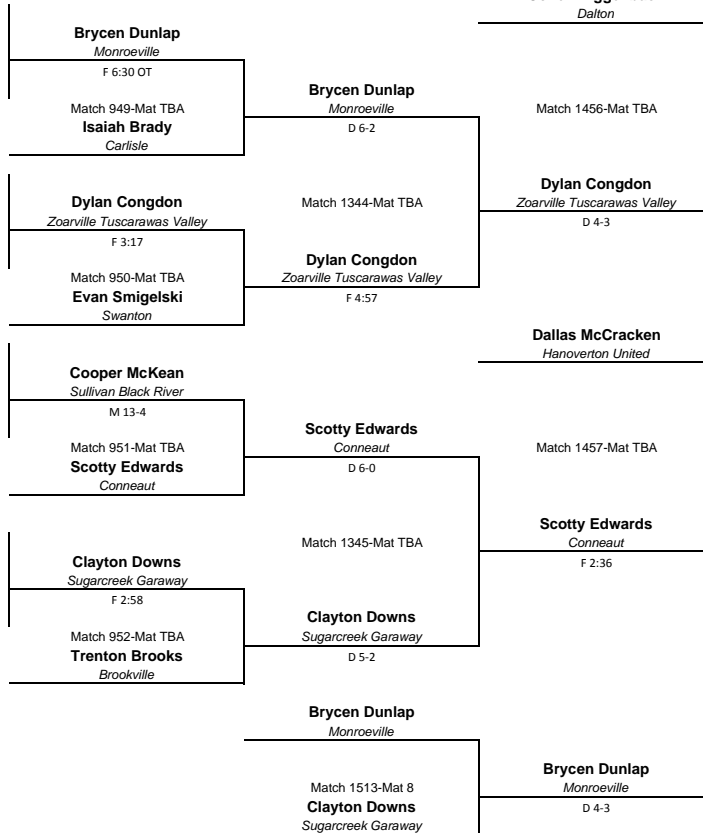 Dalton
Brycen Dunlap
Monroeville
F 6:30 OT
Match 949-Mat TBA
Isaiah Brady
Carlisle
Brycen Dunlap
Monroeville
D 6-2
Match 1456-Mat TBA
Dylan Congdon
Zoarville Tuscarawas Valley
F 3:17
Match 1344-Mat TBA
Dylan Congdon
Zoarville Tuscarawas Valley
D 4-3
Match 950-Mat TBA
Evan Smigelski
Swanton
Dylan Congdon
Zoarville Tuscarawas Valley
F 4:57
Dallas McCracken
Hanoverton United
Cooper McKean
Sullivan Black River
M 13-4
Match 951-Mat TBA
Scotty Edwards
Conneaut
Scotty Edwards
Conneaut
D 6-0
Match 1457-Mat TBA
Clayton Downs
Sugarcreek Garaway
F 2:58
Match 1345-Mat TBA
Scotty Edwards
Conneaut
F 2:36
Match 952-Mat TBA
Trenton Brooks
Brookville
Clayton Downs
Sugarcreek Garaway
D 5-2
Brycen Dunlap
Monroeville
Match 1513-Mat 8
Clayton Downs
Sugarcreek Garaway
Brycen Dunlap
Monroeville
D 4-3